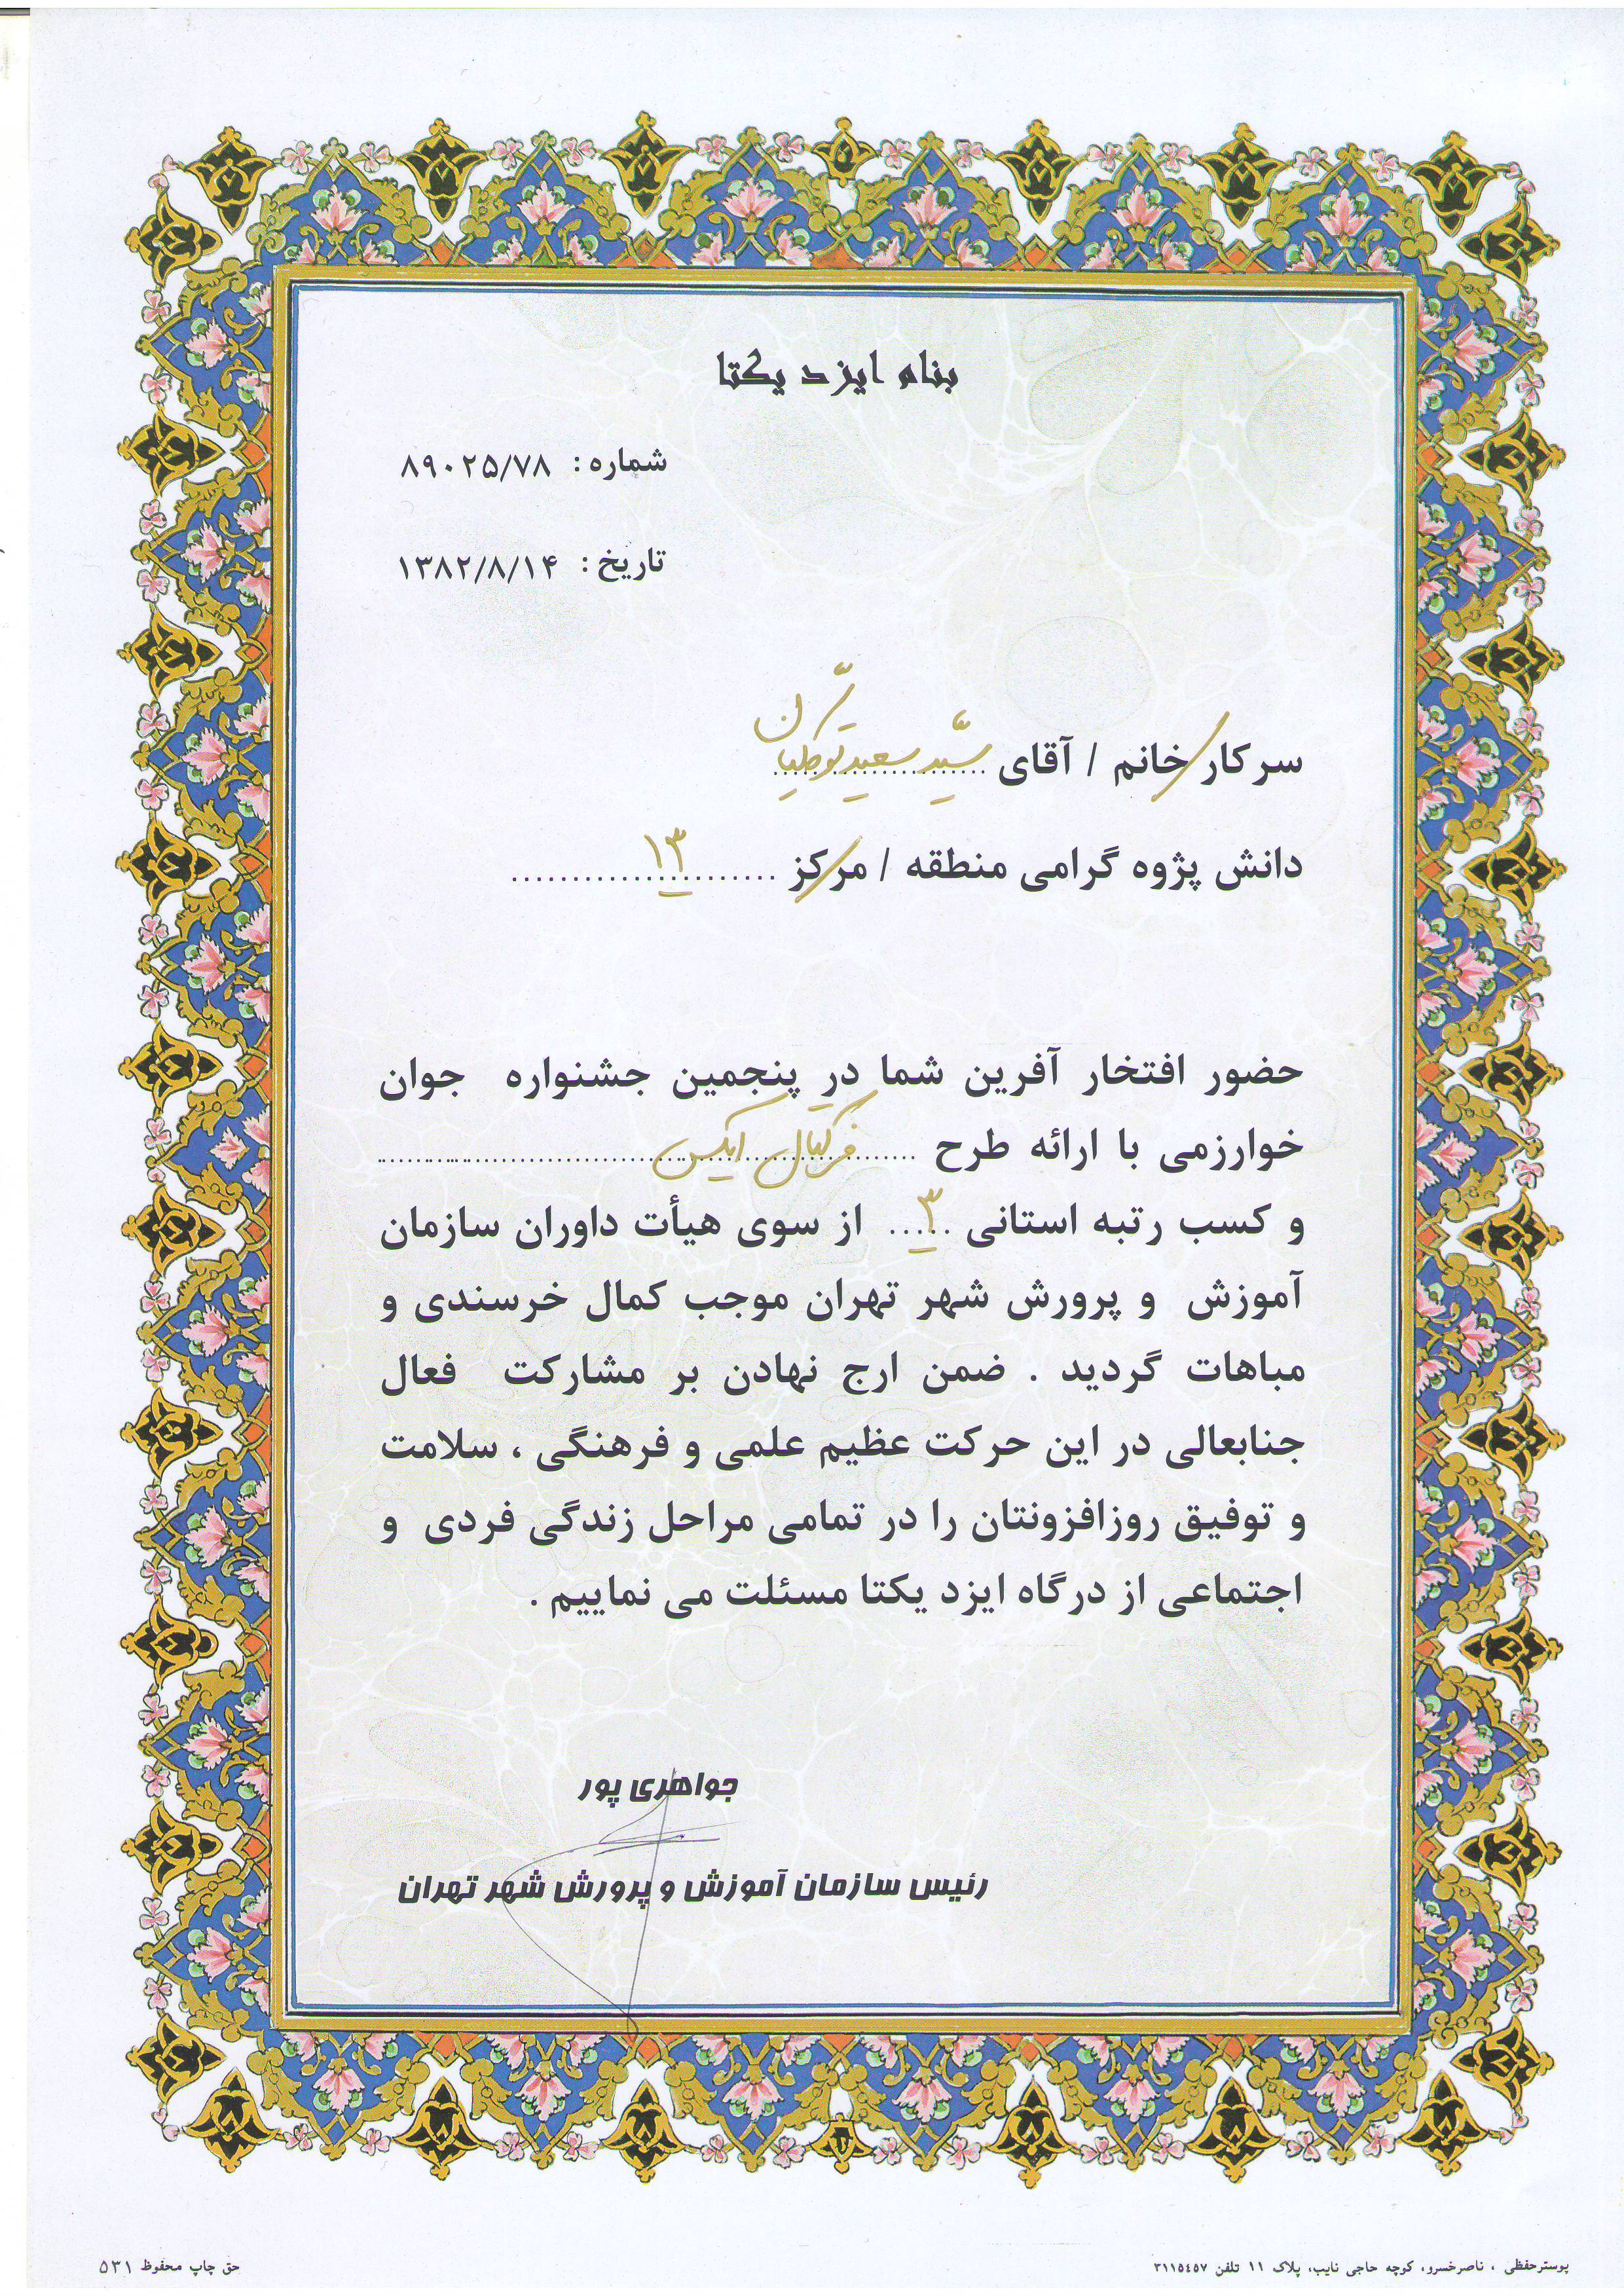 بنام ایزد یکتا
شماره : ۸۹۰۲۵/۷۸
تاریخ : ۱۳۸۲/۸/۱۴
سرکار خانم / آقای سیّد سعید
دانش پژوه گرامی منطقه / مرکز ۱۳
حضور افتخار آفرین شما در پنجمین جشنواره جوان
خوارزمی با ارائه طرح فرکتال ایکس
و کسب رتبه استانی ۳ از سوی هیأت داوران سازمان
آموزش و پرورش شهر تهران موجب کمال خرسندی و
مباهات گردید . ضمن ارج نهادن بر مشارکت فعال
جنابعالی در این حرکت عظیم علمی و فرهنگی ، سلامت
و توفیق روزافزونتان را در تمامی مراحل زندگی فردی و
اجتماعی از درگاه ایزد یکتا مسئلت می نماییم .
جواهری پور
رئیس سازمان آموزش و پرورش شهر تهران
پوسترحفظی ، ناصرخسرو، کوچه حاجی نایب، پلاک ۱۱ تلفن ۳۱۱۵٤۵۷
حق چاپ محفوظ ۵۳۱